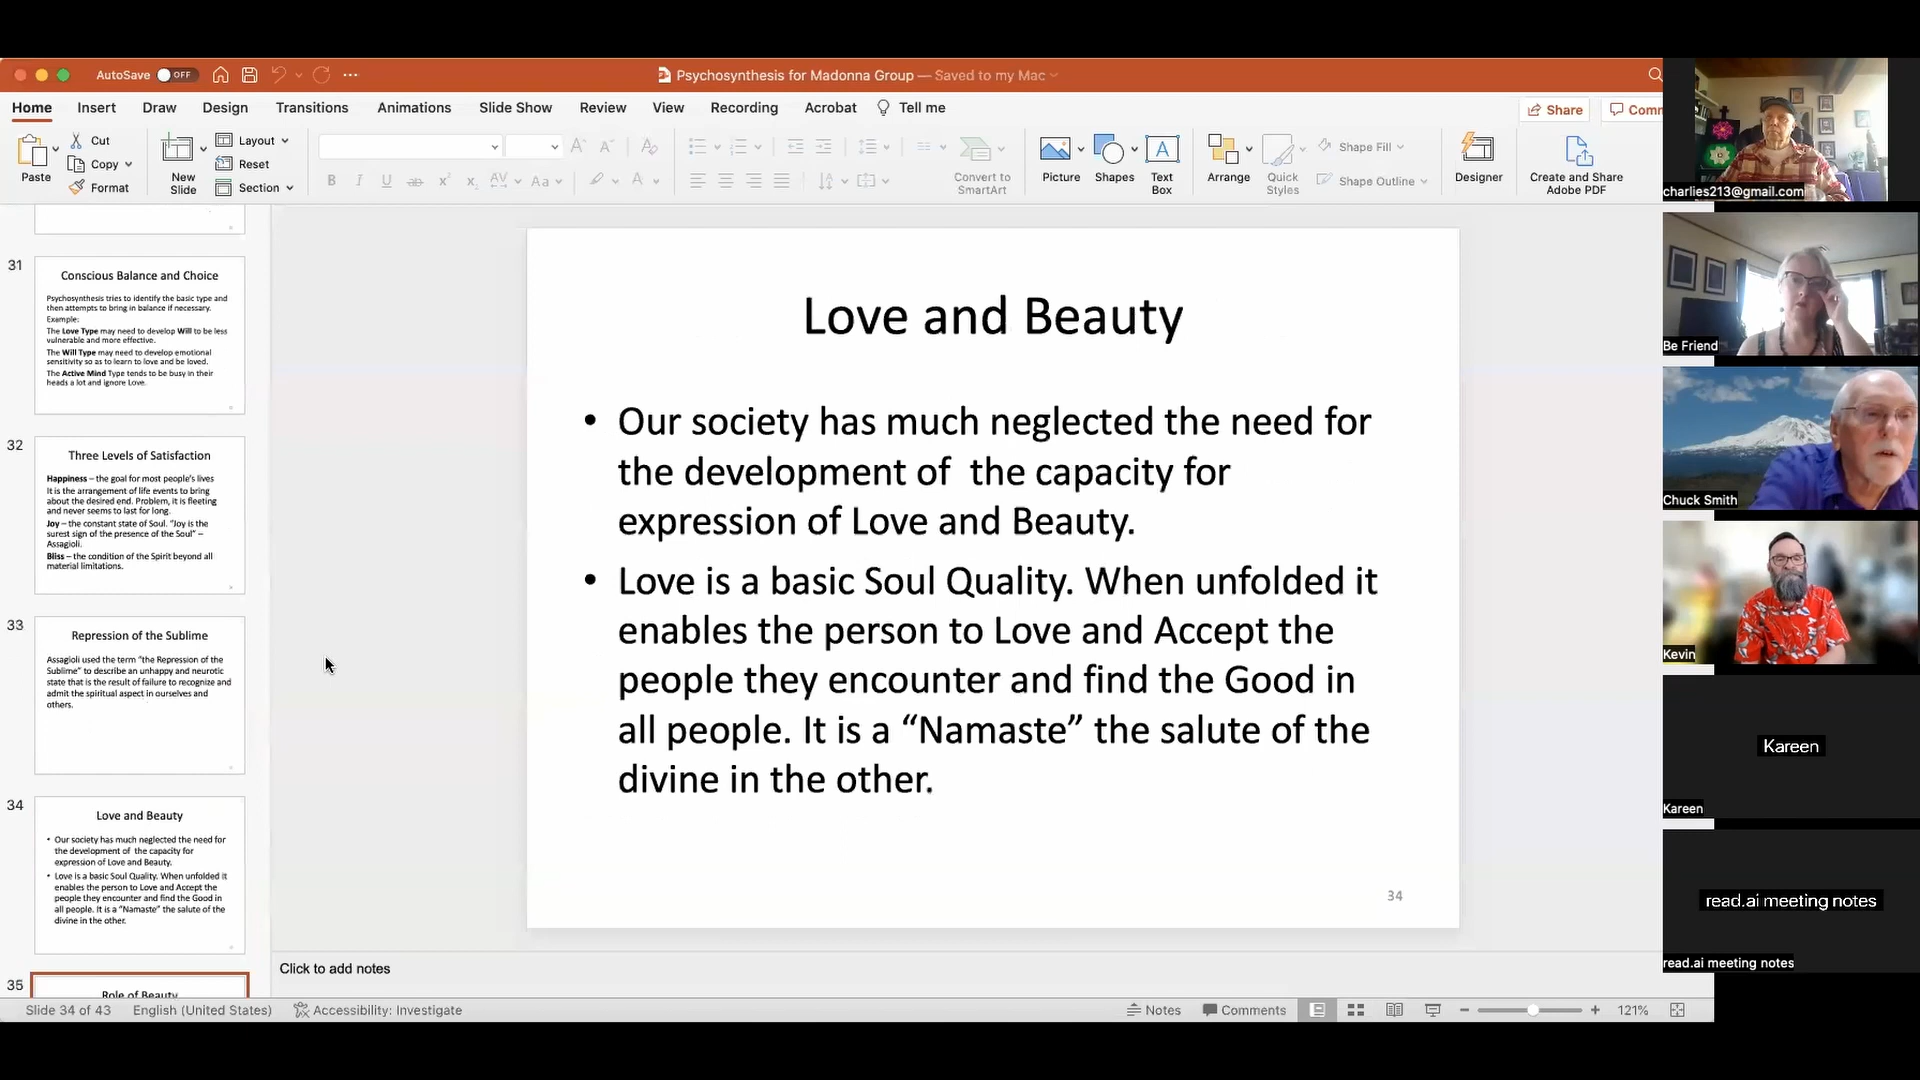 AutoSave OFF
Psychosynthesis for Madonna Group — Saved to my Mac
Home Insert Draw Design Transitions Animations Slide Show Review View Recording Acrobat Tell me
Share Comm
Paste
Cut
Copy
Format
New
Slide
Layout
Reset
Section
B I U ab x² x₂ AV Aa A
Convert to
SmartArt
Picture
Shapes
Text
Box
Arrange
Quick
Styles
Shape Fill
Shape Outline
Designer
Create and Share
Adobe PDF
31
Conscious Balance and Choice
Psychosynthesis tries to identify the basic type and
then attempts to bring in balance if necessary.
Example:
The Love Type may need to develop Will to be less
vulnerable and more effective.
The Will Type may need to develop emotional
sensitivity so as to learn to love and be loved.
The Active Mind Type tends to be busy in their
heads a lot and ignore Love.
32
Three Levels of Satisfaction
Happiness – the goal for most people's lives
It is the arrangement of life events to bring
about the desired end. Problem, it is fleeting
and never seems to last for long.
Joy – the constant state of Soul. “Joy is the
surest sign of the presence of the Soul” –
Assagioli.
Bliss – the condition of the Spirit beyond all
material limitations.
33
Repression of the Sublime
Assagioli used the term “the Repression of the
Sublime” to describe an unhappy and neurotic
state that is the result of failure to recognize and
admit the spiritual aspect in ourselves and
others.
34
Love and Beauty
• Our society has much neglected the need for
the development of the capacity for
expression of Love and Beauty.
• Love is a basic Soul Quality. When unfolded it
enables the person to Love and Accept the
people they encounter and find the Good in
all people. It is a “Namaste” the salute of the
divine in the other.
35
Role of Beauty
Love and Beauty
• Our society has much neglected the need for
the development of  the capacity for
expression of Love and Beauty.
• Love is a basic Soul Quality. When unfolded it
enables the person to Love and Accept the
people they encounter and find the Good in
all people. It is a “Namaste” the salute of the
divine in the other.
34
Click to add notes
Slide 34 of 43 English (United States) Accessibility: Investigate Notes Comments 121%
charlies213@gmail.com
Be Friend
Chuck Smith
Kevin
Kareen
Kareen
read.ai meeting notes
read.ai meeting notes